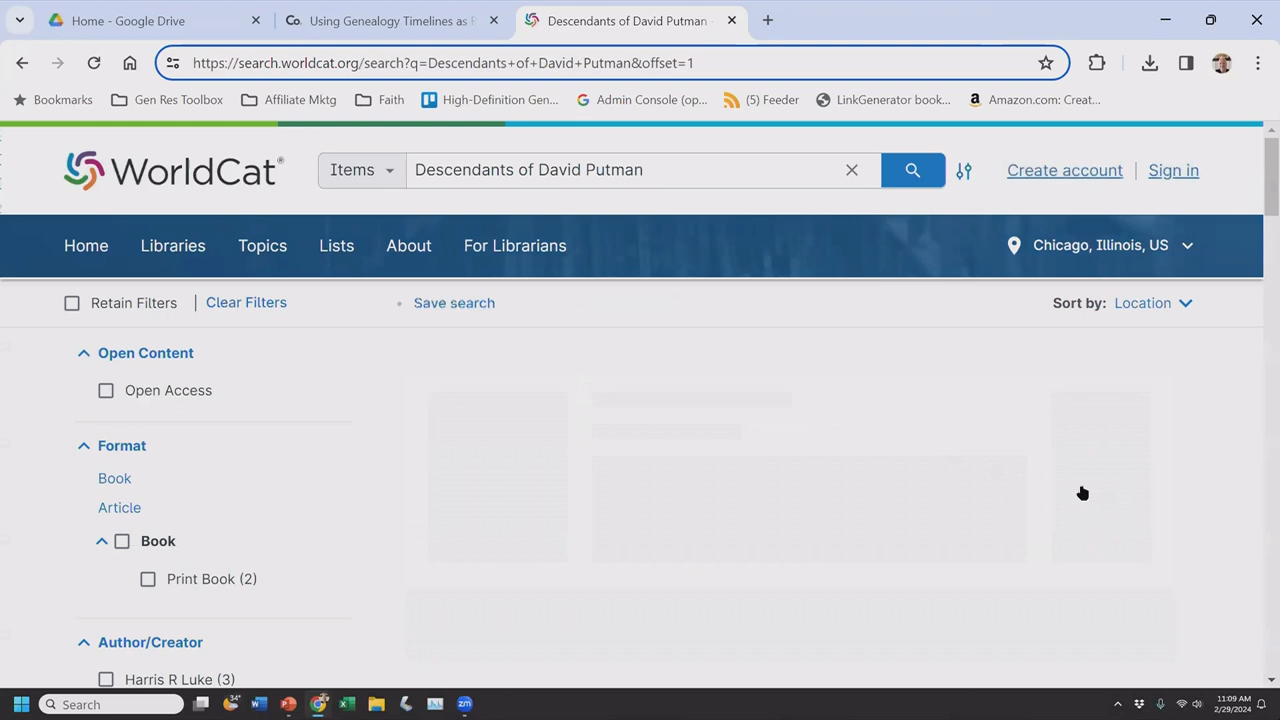 Home - Google Drive
Using Genealogy Timelines as
Descendants of David Putman
https://search.worldcat.org/search?q=Descendants+of+David+Putman&offset=1
Bookmarks
Gen Res Toolbox
Affiliate Mktg
Faith
High-Definition Gen...
Admin Console (op...
(5) Feeder
LinkGenerator book...
Amazon.com: Creat...
WorldCat®
Items
Descendants of David Putman
Create account
Sign in
Home
Libraries
Topics
Lists
About
For Librarians
Chicago, Illinois, US
Retain Filters
Clear Filters
Save search
Sort by: Location
Open Content
Open Access
Format
Book
Article
Book
Print Book (2)
Author/Creator
Harris R Luke (3)
Search
34°
11:09 AM
2/29/2024